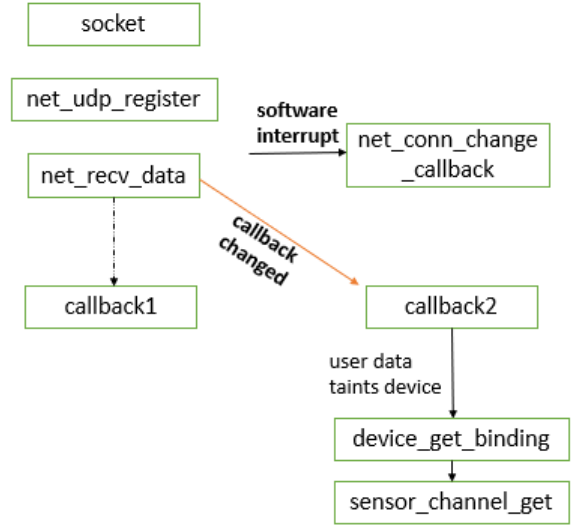 socket
net_udp_register
software
interrupt
net_conn_change
_callback
net_recv_data
callback
changed
callback1
callback2
user data
taints device
device_get_binding
sensor_channel_get